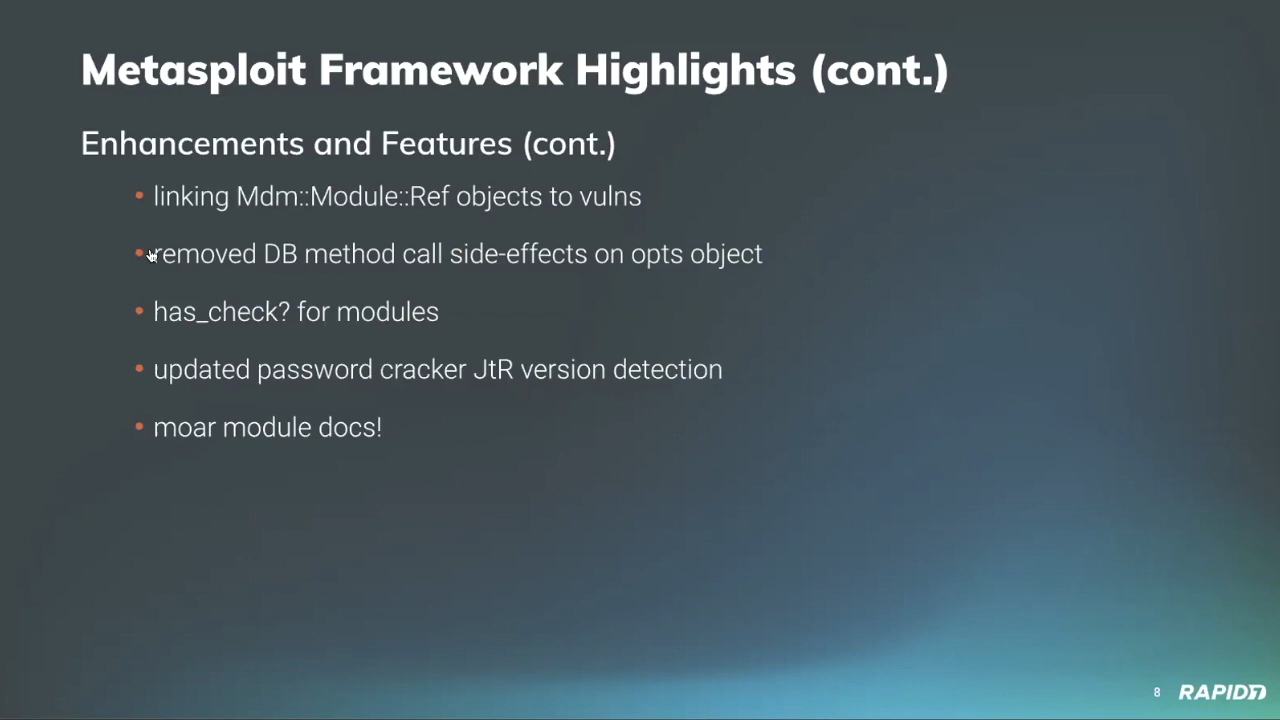 Metasploit Framework Highlights (cont.)
Enhancements and Features (cont.)
• linking Mdm::Module::Ref objects to vulns
• removed DB method call side-effects on opts object
• has_check? for modules
• updated password cracker JtR version detection
• moar module docs!
8 RAPID7